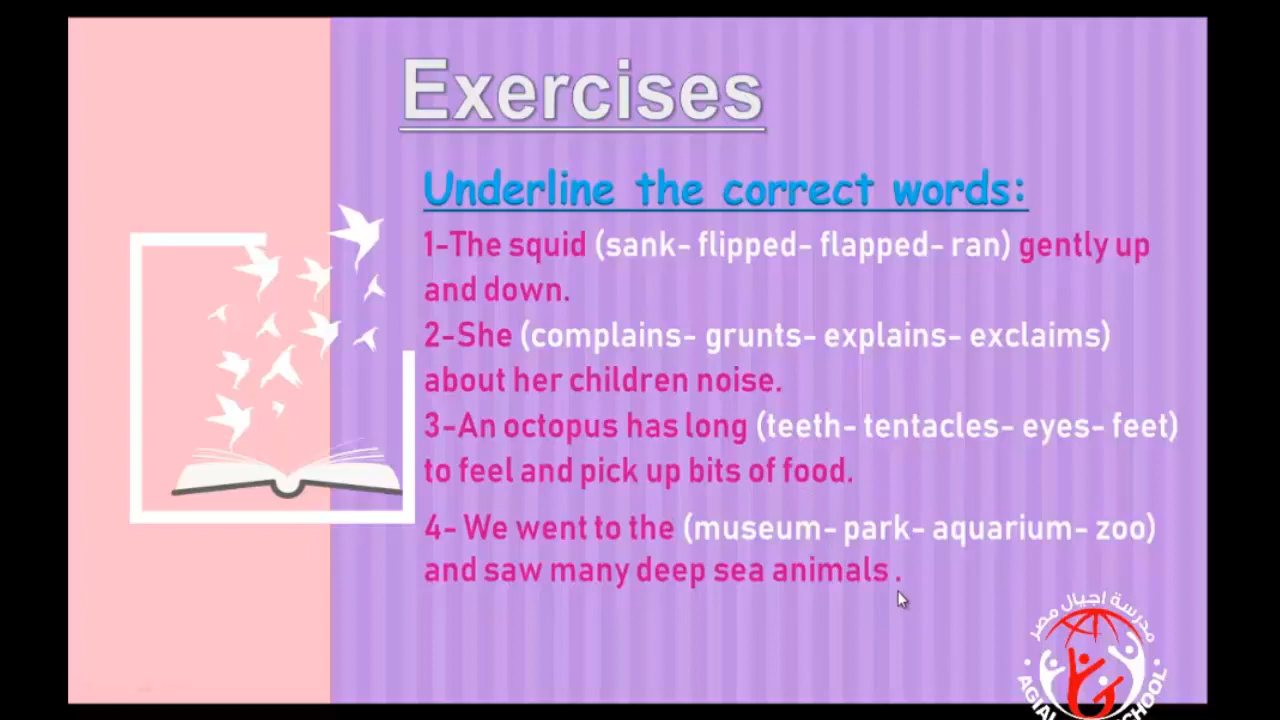 Exercises
Underline the correct words:
1-The squid (sank- flipped- flapped- ran) gently up
and down.
2-She (complains- grunts- explains- exclaims)
about her children noise.
3-An octopus has long (teeth- tentacles- eyes- feet)
to feel and pick up bits of food.
4- We went to the (museum- park- aquarium- zoo)
and saw many deep sea animals .
مدرسة اجيال مصر
AGIAL SCHOOL